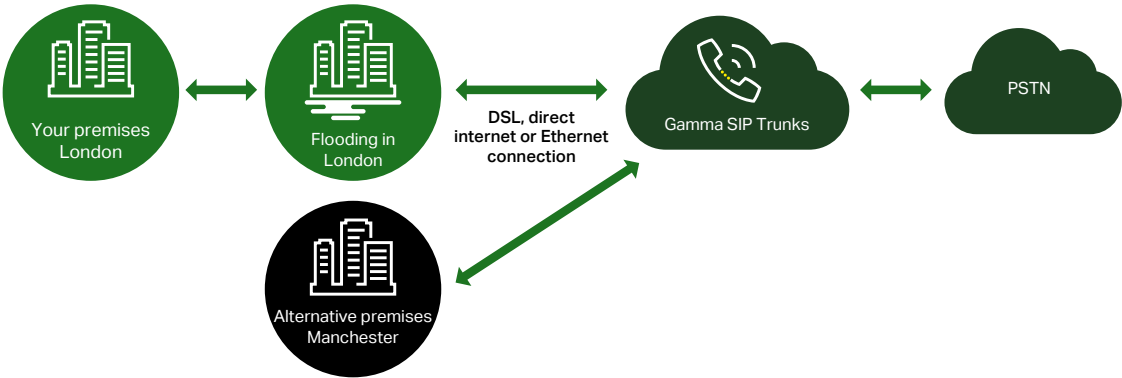 Your premises
London
Flooding in
London
DSL, direct
internet or Ethernet
connection
Gamma SIP Trunks
PSTN
Alternative premises
Manchester